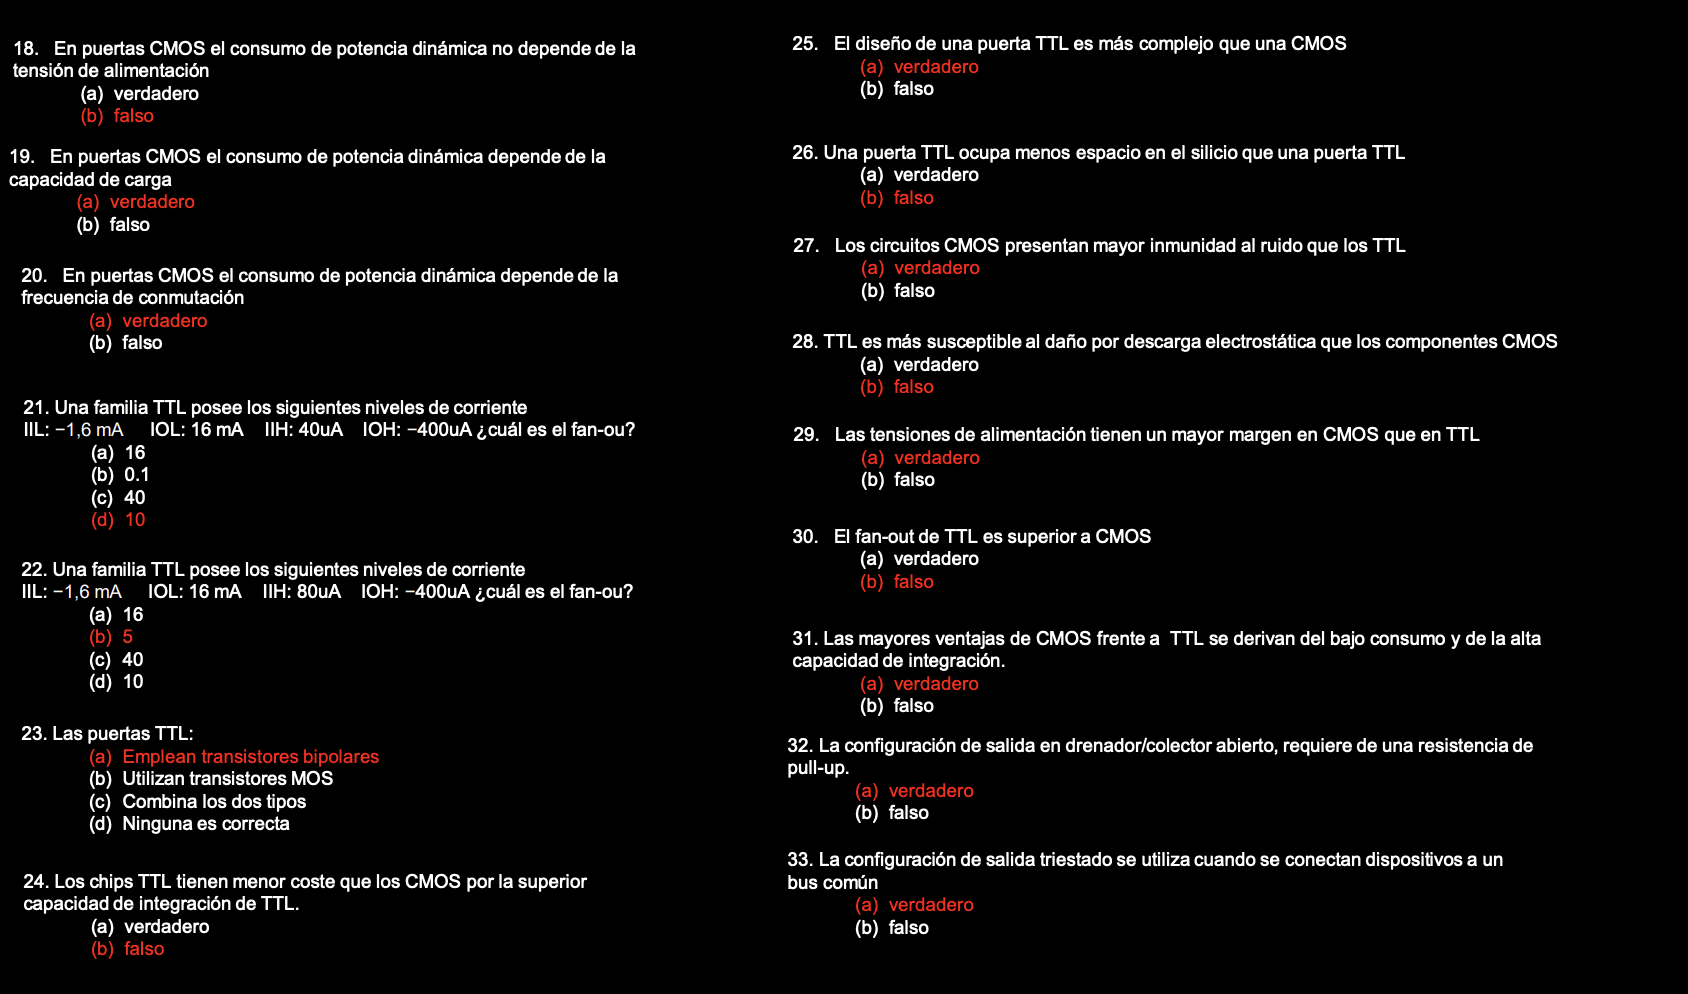 18. En puertas CMOS el consumo de potencia dinámica no depende de la
tensión de alimentación
(a) verdadero
(b) falso
19. En puertas CMOS el consumo de potencia dinámica depende de la
capacidad de carga
(a) verdadero
(b) falso
20. En puertas CMOS el consumo de potencia dinámica depende de la
frecuencia de conmutación
(a) verdadero
(b) falso
21. Una familia TTL posee los siguientes niveles de corriente
IIL: −1,6 mA IOL: 16 mA IIH: 40uA IOH: −400uA ¿cuál es el fan-ou?
(a) 16
(b) 0.1
(c) 40
(d) 10
22. Una familia TTL posee los siguientes niveles de corriente
IIL: −1,6 mA IOL: 16 mA IIH: 80uA IOH: −400uA ¿cuál es el fan-ou?
(a) 16
(b) 5
(c) 40
(d) 10
23. Las puertas TTL:
(a) Emplean transistores bipolares
(b) Utilizan transistores MOS
(c) Combina los dos tipos
(d) Ninguna es correcta
24. Los chips TTL tienen menor coste que los CMOS por la superior
capacidad de integración de TTL.
(a) verdadero
(b) falso
25. El diseño de una puerta TTL es más complejo que una CMOS
(a) verdadero
(b) falso
26. Una puerta TTL ocupa menos espacio en el silicio que una puerta TTL
(a) verdadero
(b) falso
27. Los circuitos CMOS presentan mayor inmunidad al ruido que los TTL
(a) verdadero
(b) falso
28. TTL es más susceptible al daño por descarga electrostática que los componentes CMOS
(a) verdadero
(b) falso
29. Las tensiones de alimentación tienen un mayor margen en CMOS que en TTL
(a) verdadero
(b) falso
30. El fan-out de TTL es superior a CMOS
(a) verdadero
(b) falso
31. Las mayores ventajas de CMOS frente a TTL se derivan del bajo consumo y de la alta
capacidad de integración.
(a) verdadero
(b) falso
32. La configuración de salida en drenador/colector abierto, requiere de una resistencia de
pull-up.
(a) verdadero
(b) falso
33. La configuración de salida triestado se utiliza cuando se conectan dispositivos a un
bus común
(a) verdadero
(b) falso